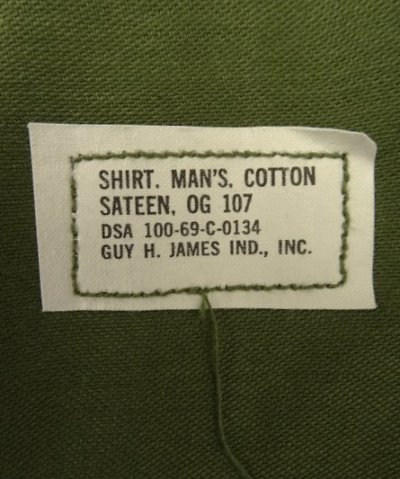 SHIRT. MAN'S, COTTON
SATEEN, OG 107
DSA 100-69-C-0134
GUY H. JAMES IND., INC.